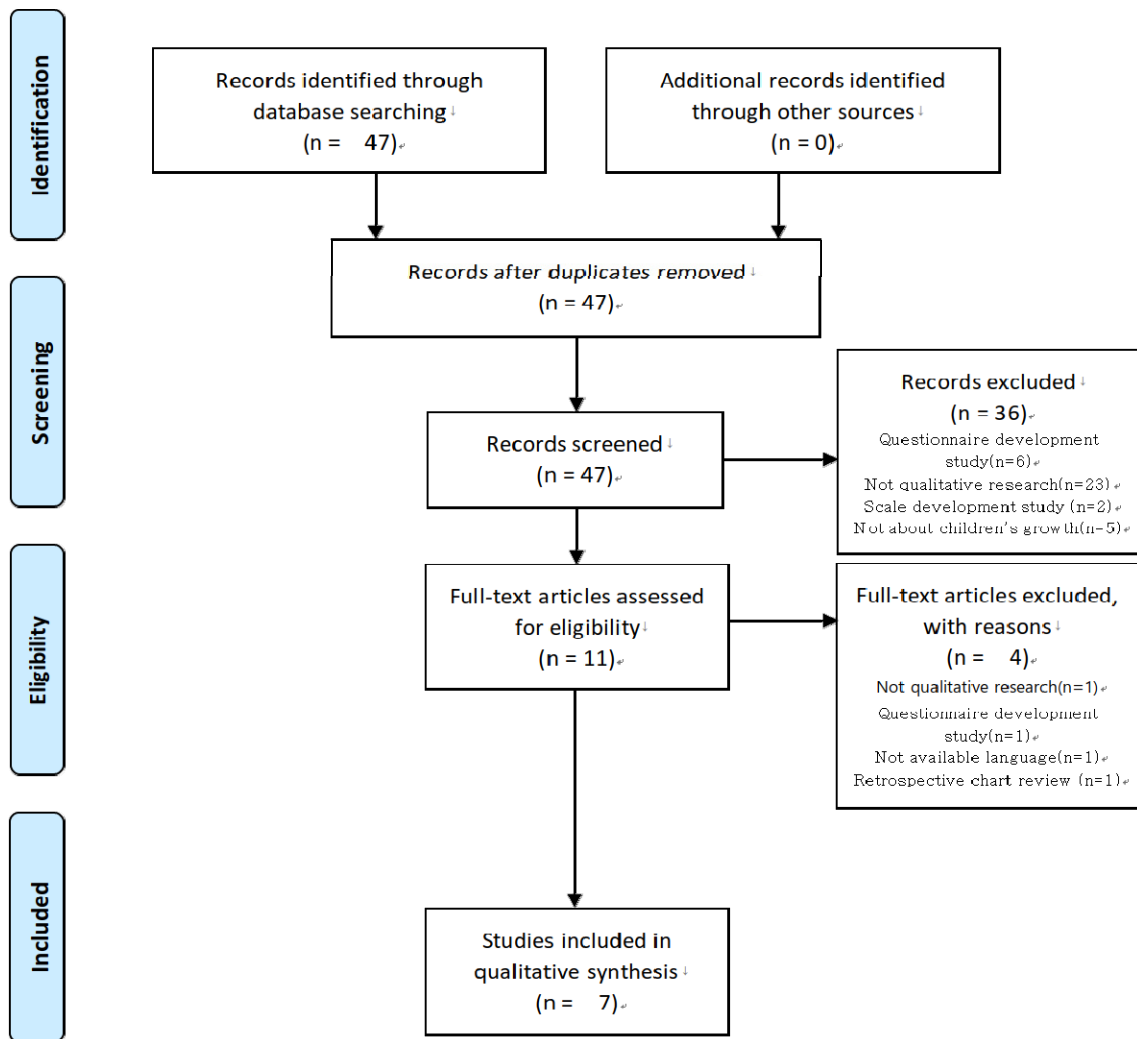 Identification
Records identified through
database searching↓
(n =    47)↵
Additional records identified
through other sources↓
(n = 0)↵
Records after duplicates removed ↓
(n = 47)↵
Screening
Records screened ↓
(n = 47)↵
Records excluded ↓
(n = 36)↵
Questionnaire development
study(n=6)↵
Not qualitative research(n=23)↵
Scale development study (n=2)↵
Not about children's growth(n-5)↵
Eligibility
Full-text articles assessed
for eligibility↓
(n = 11)↵
Full-text articles excluded,
with reasons↓
(n =    4)↵
Not qualitative research(n=1)↵
Questionnaire development
study(n=1)↵
Not available language(n=1)↵
Retrospective chart review (n=1)↵
Included
Studies included in
qualitative synthesis↓
(n =    7)↵